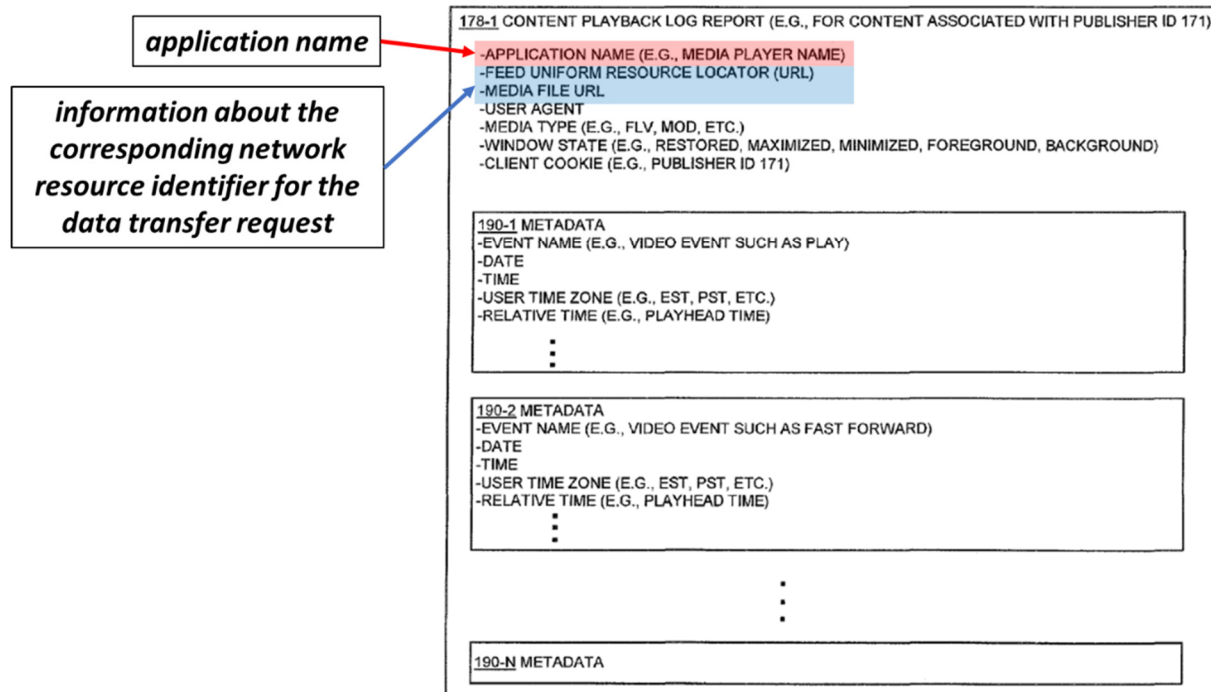 application name
information about the
corresponding network
resource identifier for the
data transfer request
178-1 CONTENT PLAYBACK LOG REPORT (E.G., FOR CONTENT ASSOCIATED WITH PUBLISHER ID 171)
-APPLICATION NAME (E.G., MEDIA PLAYER NAME)
-FEED UNIFORM RESOURCE LOCATOR (URL)
-MEDIA FILE URL
-USER AGENT
-MEDIA TYPE (E.G., FLV, MOD, ETC.)
-WINDOW STATE (E.G., RESTORED, MAXIMIZED, MINIMIZED, FOREGROUND, BACKGROUND)
-CLIENT COOKIE (E.G., PUBLISHER ID 171)
190-1 METADATA
-EVENT NAME (E.G., VIDEO EVENT SUCH AS PLAY)
-DATE
-TIME
-USER TIME ZONE (E.G., EST, PST, ETC.)
-RELATIVE TIME (E.G., PLAYHEAD TIME)
190-2 METADATA
-EVENT NAME (E.G., VIDEO EVENT SUCH AS FAST FORWARD)
-DATE
-TIME
-USER TIME ZONE (E.G., EST, PST, ETC.)
-RELATIVE TIME (E.G., PLAYHEAD TIME)
190-N METADATA